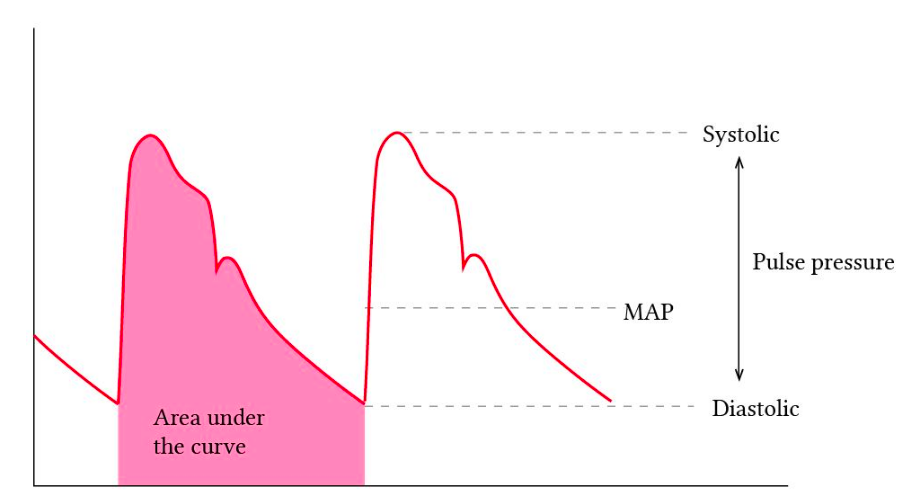 Systolic
Pulse pressure
MAP
Diastolic
Area under
the curve